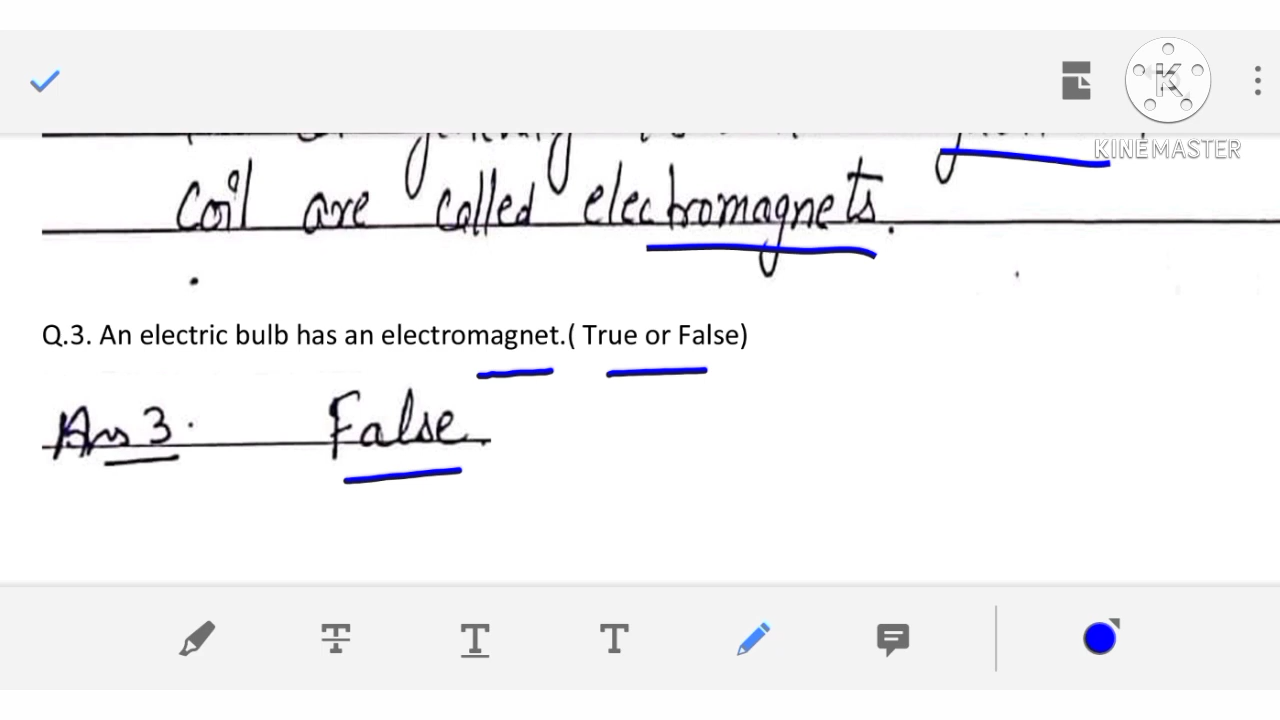 KINEMASTER
coil are called electromagnets.
Q.3. An electric bulb has an electromagnet.( True or False)
Ans 3. False.